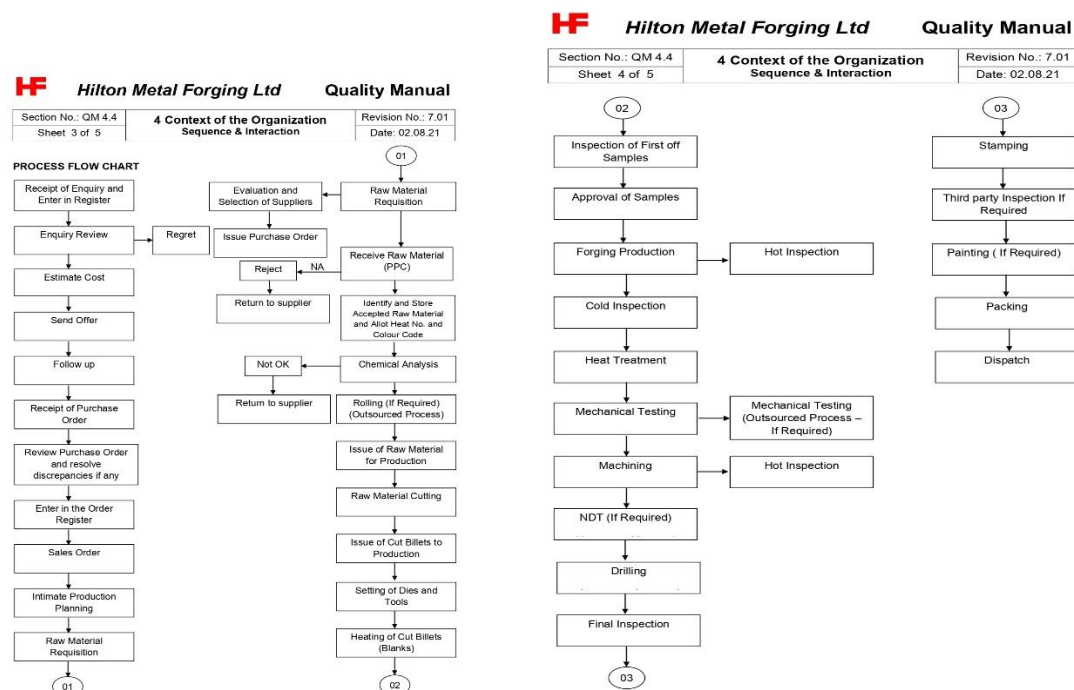 HF Hilton Metal Forging Ltd Quality Manual
Section No.: QM 4.4
Sheet 3 of 5
4 Context of the Organization
Sequence & Interaction
Revision No.: 7.01
Date: 02.08.21
PROCESS FLOW CHART
Receipt of Enquiry and
Enter in Register
Enquiry Review
Regret
Estimate Cost
Send Offer
Follow up
Receipt of Purchase
Order
Review Purchase Order
and resolve
discrepancies if any
Enter in the Order
Register
Sales Order
Intimate Production
Planning
Raw Material
Requisition
01
01
Evaluation and
Selection of Suppliers
Raw Material
Requisition
Issue Purchase Order
Receive Raw Material
(PPC)
NA
Reject
Return to supplier
Identify and Store
Accepted Raw Material
and Allot Heat No. and
Colour Code
Not OK
Chemical Analysis
Return to supplier
Rolling (If Required)
(Outsourced Process)
Issue of Raw Material
for Production
Raw Material Cutting
Issue of Cut Billets to
Production
Setting of Dies and
Tools
Heating of Cut Billets
(Blanks)
02
HF Hilton Metal Forging Ltd Quality Manual
Section No.: QM 4.4
Sheet 4 of 5
4 Context of the Organization
Sequence & Interaction
Revision No.: 7.01
Date: 02.08.21
02
Inspection of First off
Samples
Approval of Samples
Forging Production
Hot Inspection
Cold Inspection
Heat Treatment
Mechanical Testing
Mechanical Testing
(Outsourced Process –
If Required)
Machining
Hot Inspection
NDT (If Required)
Drilling
Final Inspection
03
03
Stamping
Third party Inspection If
Required
Painting ( If Required)
Packing
Dispatch